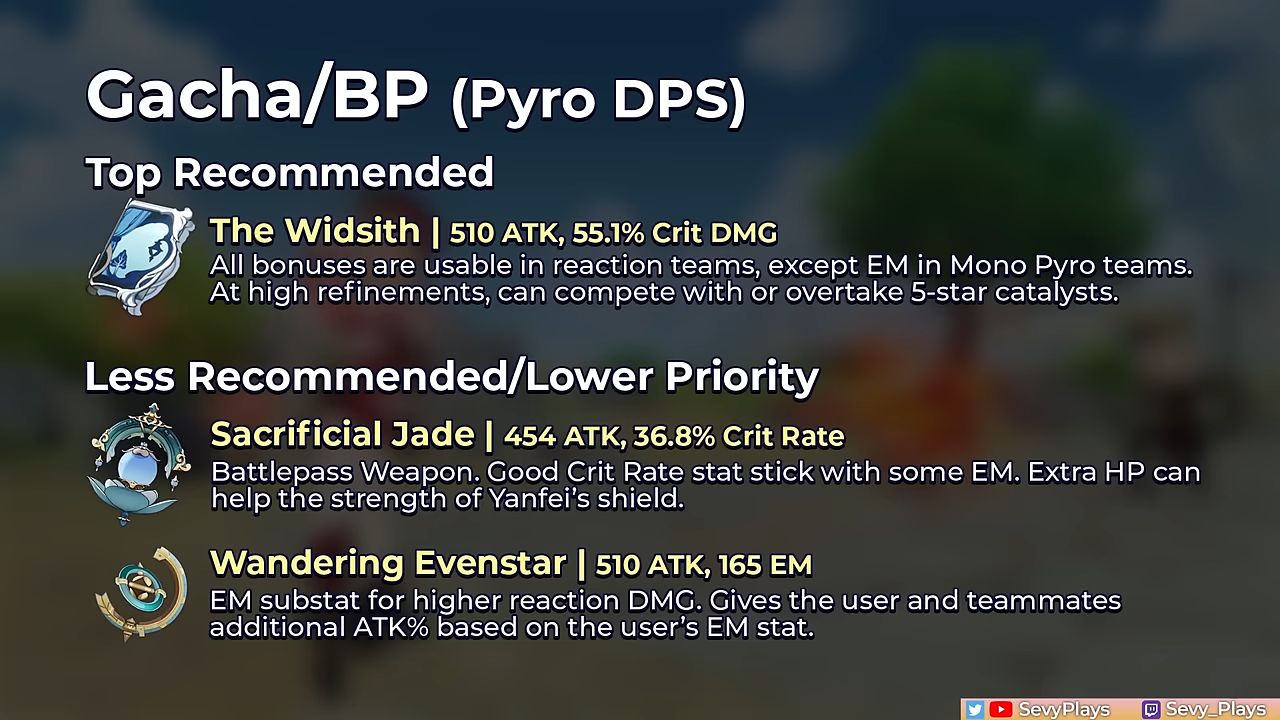 Gacha/BP (Pyro DPS)
Top Recommended
The Widsith | 510 ATK, 55.1% Crit DMG
All bonuses are usable in reaction teams, except EM in Mono Pyro teams.
At high refinements, can compete with or overtake 5-star catalysts.
Less Recommended/Lower Priority
Sacrificial Jade | 454 ATK, 36.8% Crit Rate
Battlepass Weapon. Good Crit Rate stat stick with some EM. Extra HP can
help the strength of Yanfei's shield.
Wandering Evenstar | 510 ATK, 165 EM
EM substat for higher reaction DMG. Gives the user and teammates
additional ATK% based on the user's EM stat.
SevyPlays Sevy_Plays